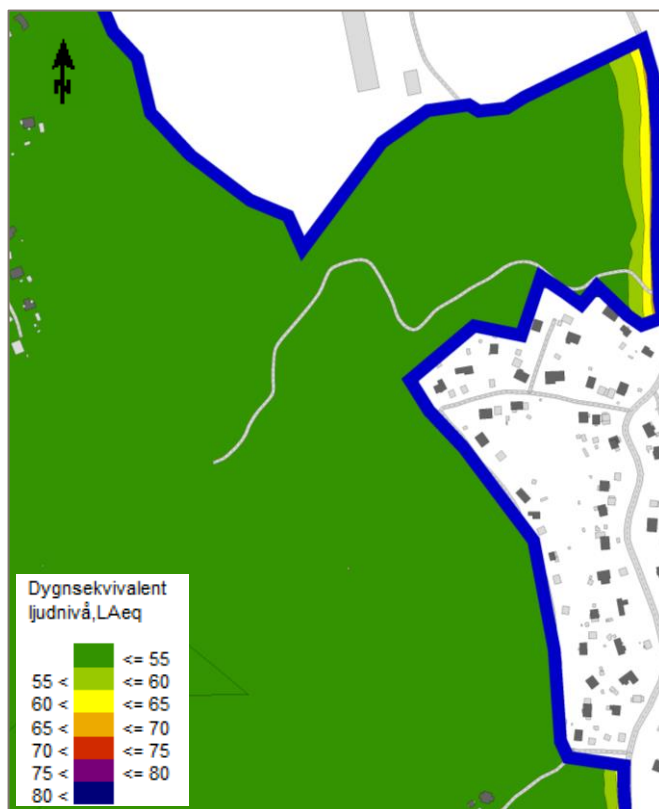 N
Dygnsekvivalent
ljudnivå,LAeq
<= 55
55 < <= 60
60 < <= 65
65 < <= 70
70 < <= 75
75 < <= 80
80 <